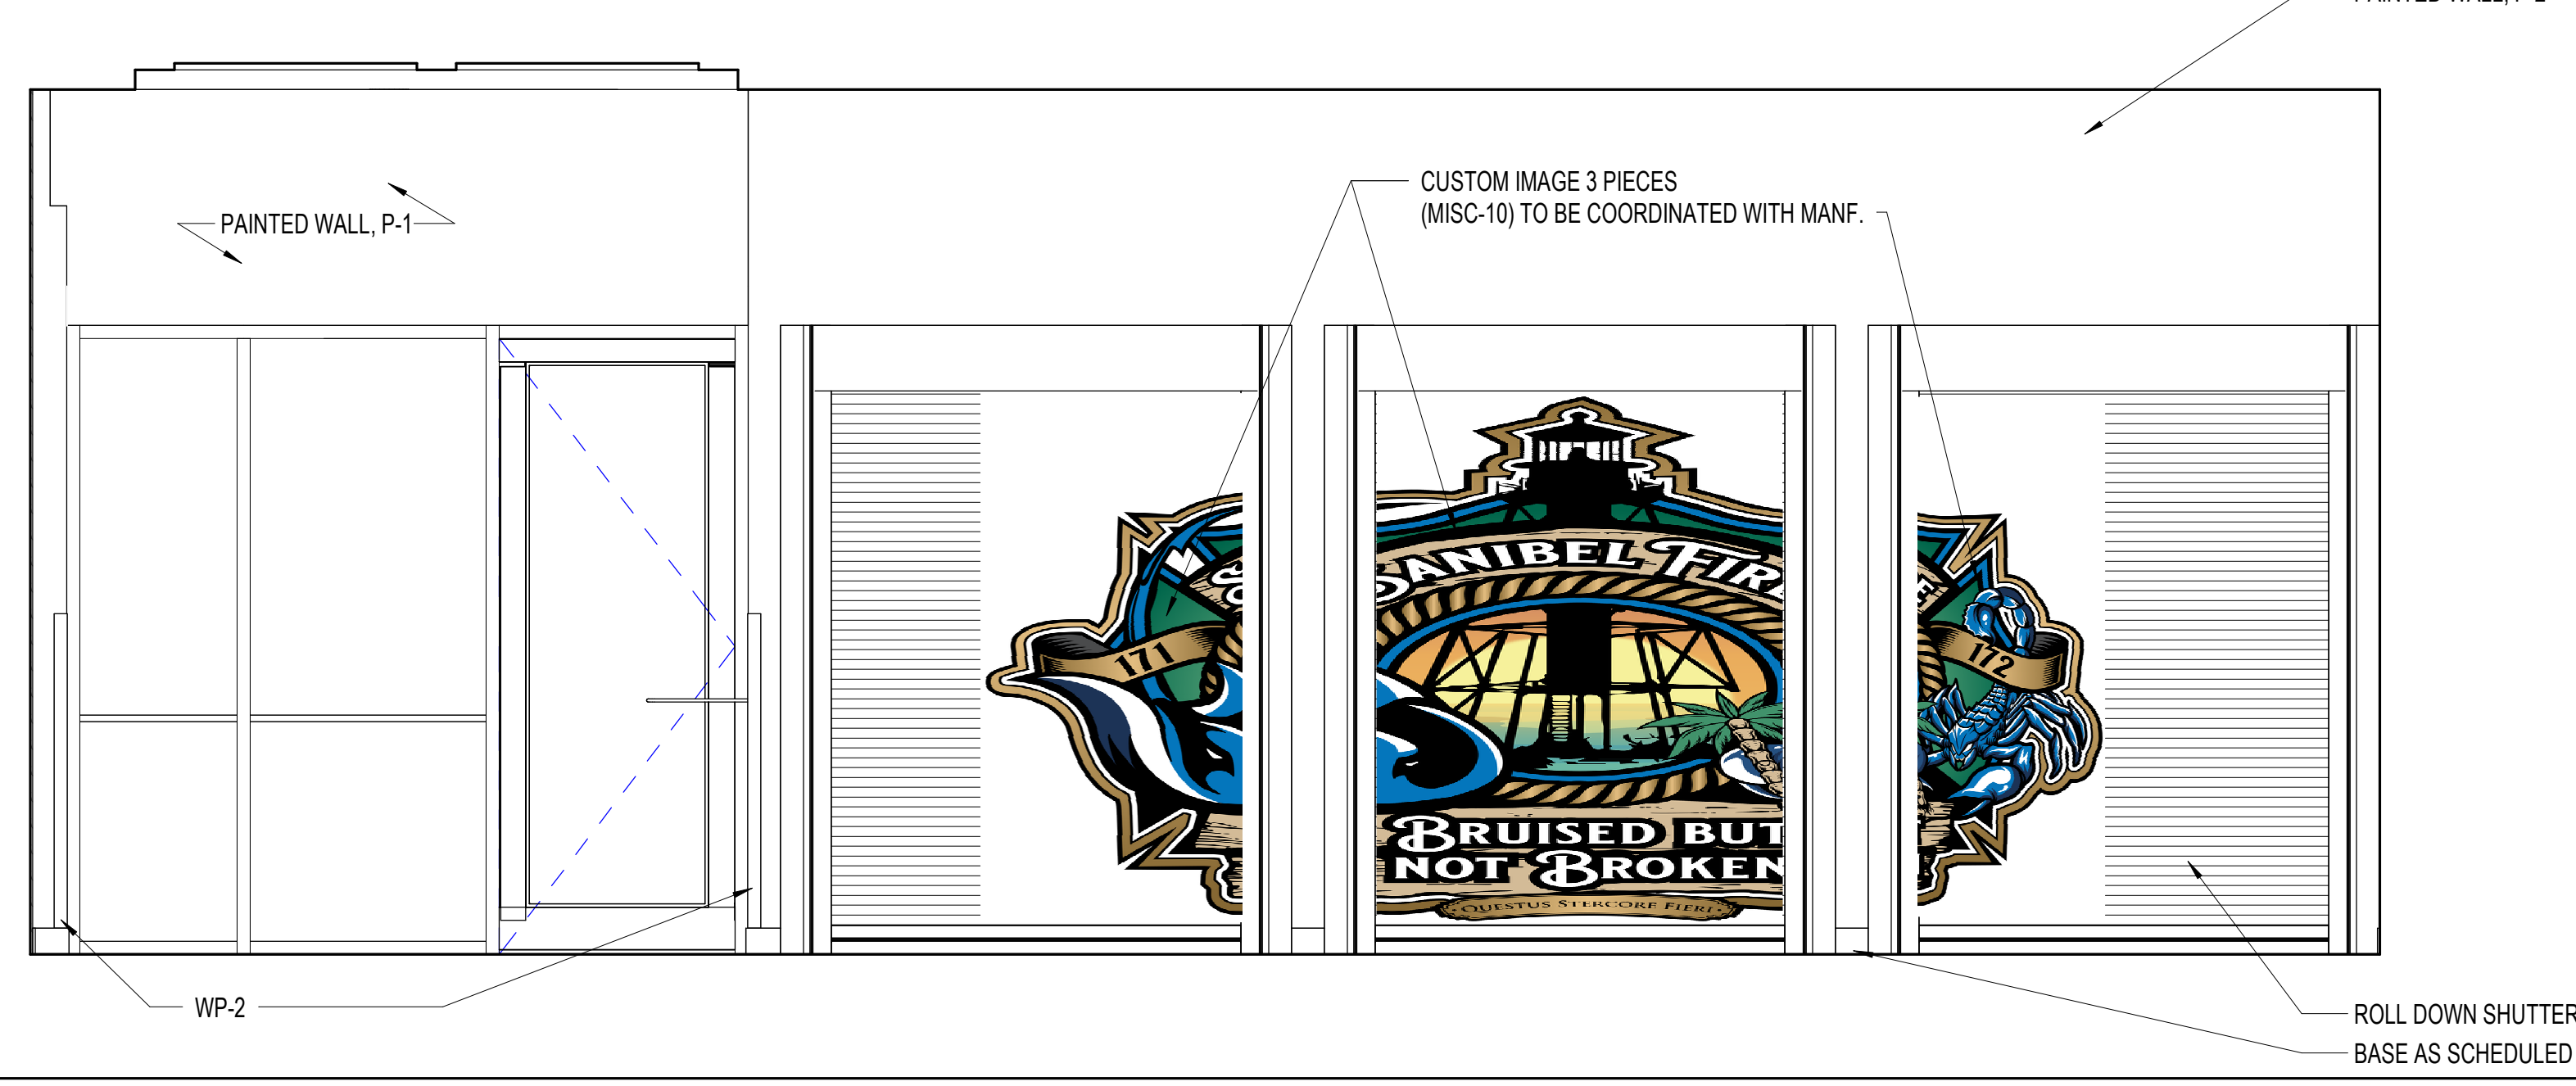 PAINTED WALL, P-1
CUSTOM IMAGE 3 PIECES
(MISC-10) TO BE COORDINATED WITH MANF.
SANIBEL FIR
171
172
BRUISED BUT
NOT BROKEN
QUESTUS STERCORE FIERI
WP-2
ROLL DOWN SHUTTER
BASE AS SCHEDULED